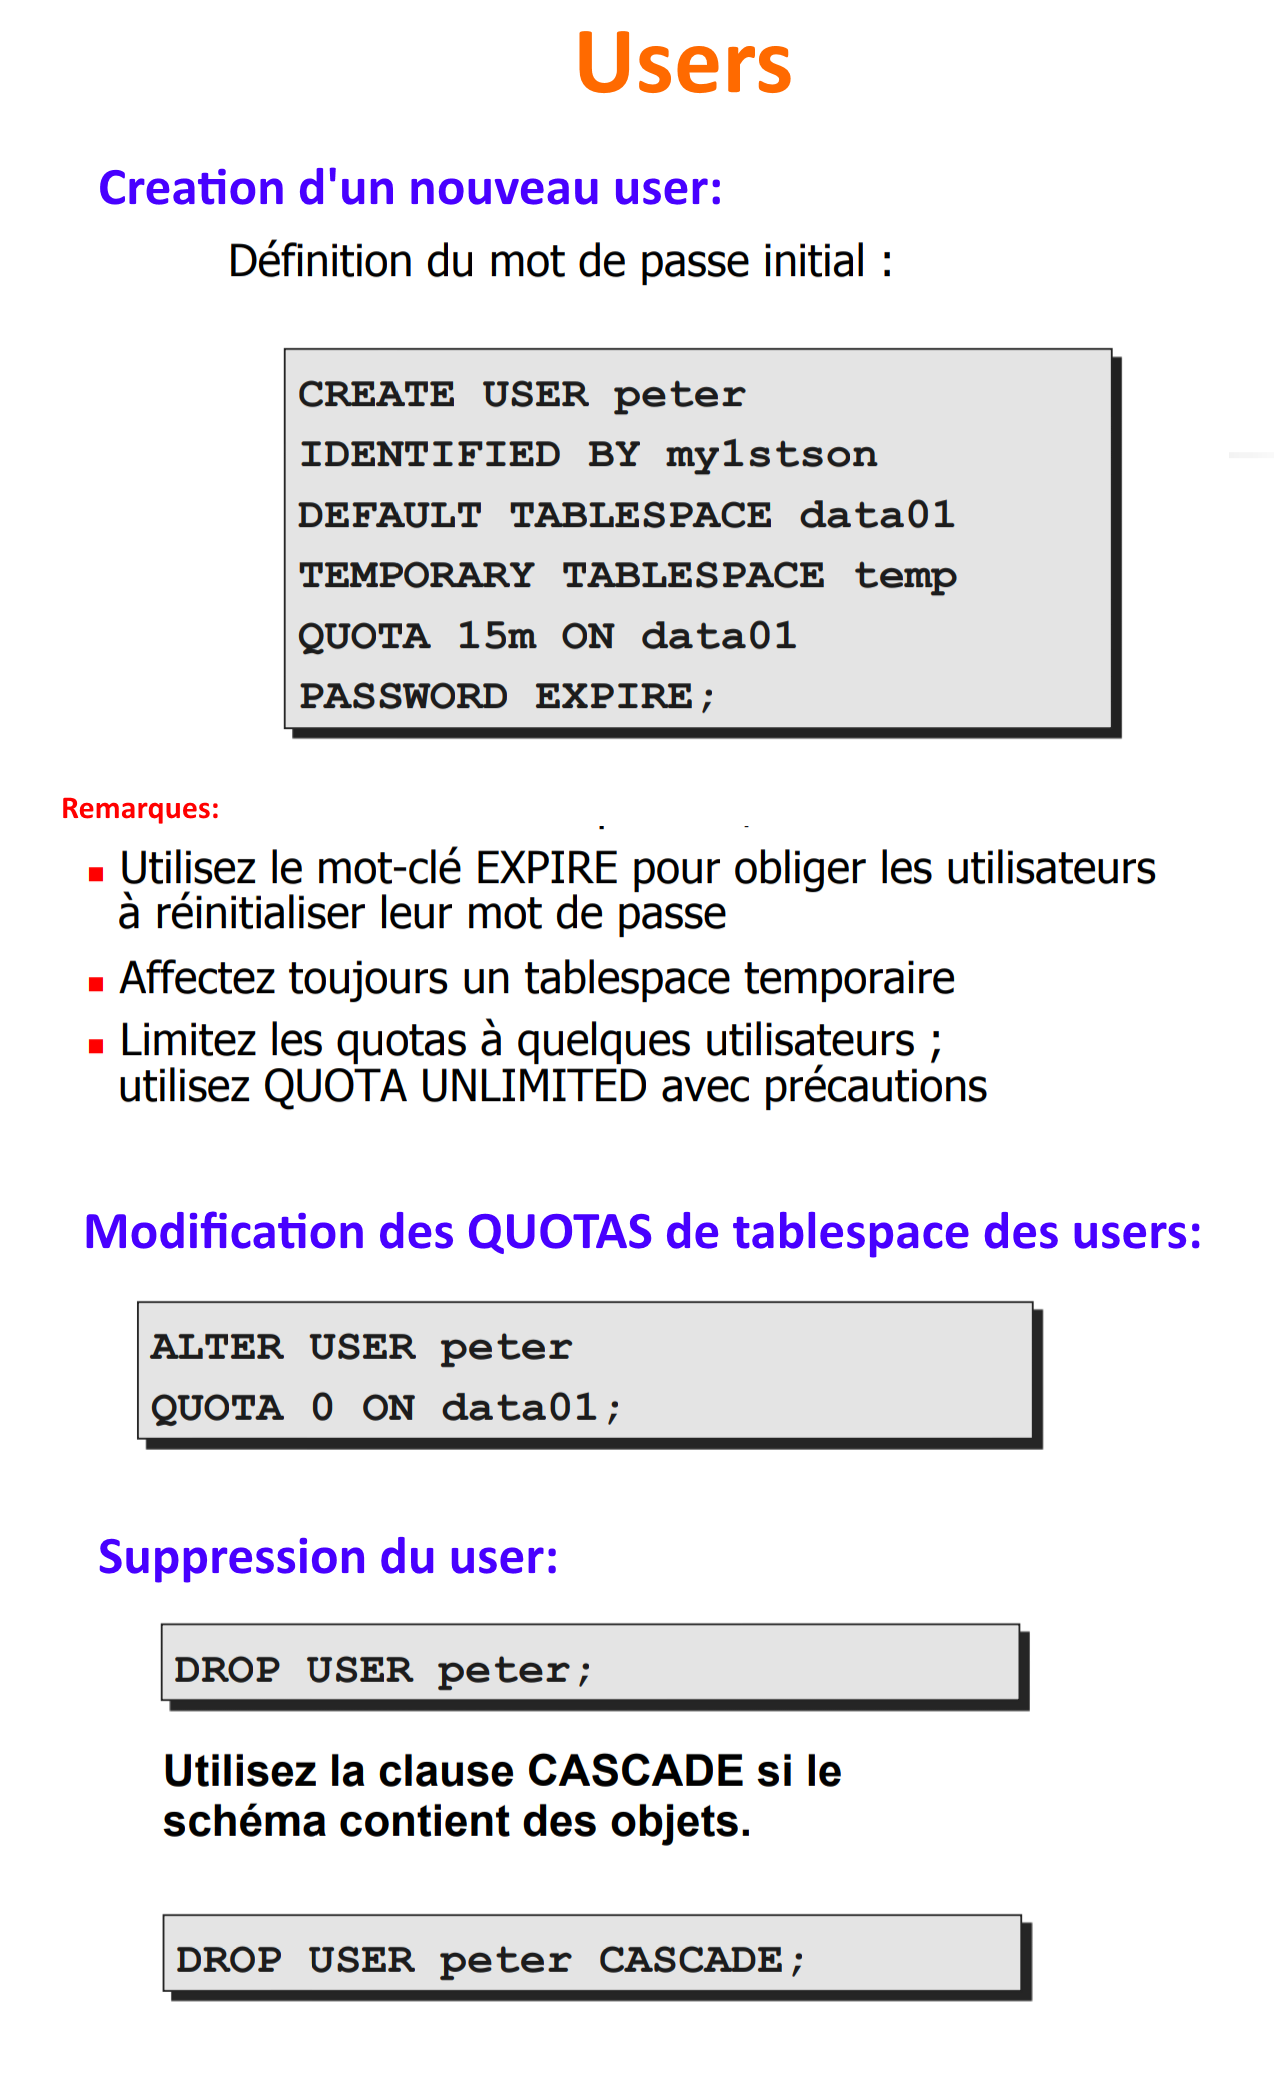 Users
Creation d'un nouveau user:
Définition du mot de passe initial :
CREATE USER peter
IDENTIFIED BY my1stson
DEFAULT TABLESPACE data01
TEMPORARY TABLESPACE temp
QUOTA 15m ON data01
PASSWORD EXPIRE;
Remarques:
Utilisez le mot-clé EXPIRE pour obliger les utilisateurs
à réinitialiser leur mot de passe
Affectez toujours un tablespace temporaire
Limitez les quotas à quelques utilisateurs ;
utilisez QUOTA UNLIMITED avec précautions
Modification des QUOTAS de tablespace des users:
ALTER USER peter
QUOTA 0 ON data01;
Suppression du user:
DROP USER peter;
Utilisez la clause CASCADE si le
schéma contient des objets.
DROP USER peter CASCADE;